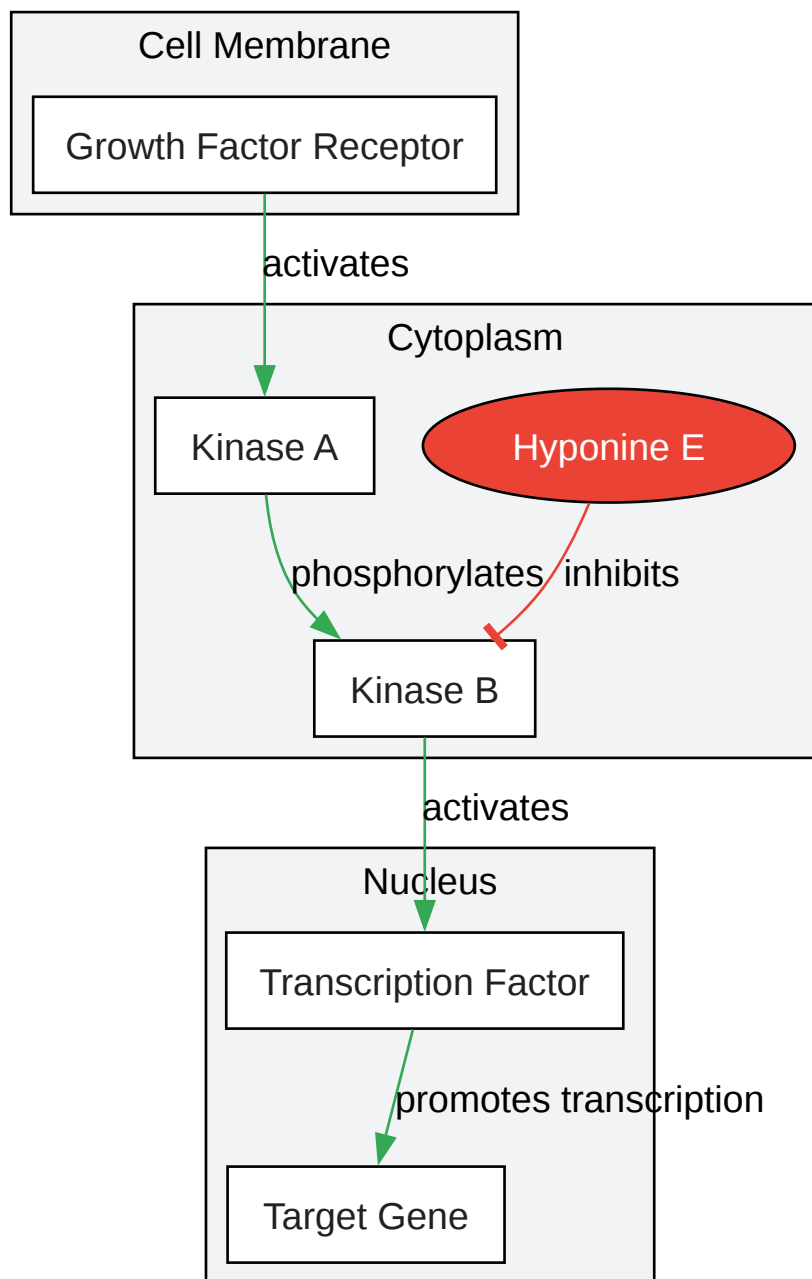 Cell Membrane
Growth Factor Receptor
activates
Cytoplasm
Kinase A
Hyponine E
phosphorylates
inhibits
Kinase B
activates
Nucleus
Transcription Factor
promotes transcription
Target Gene